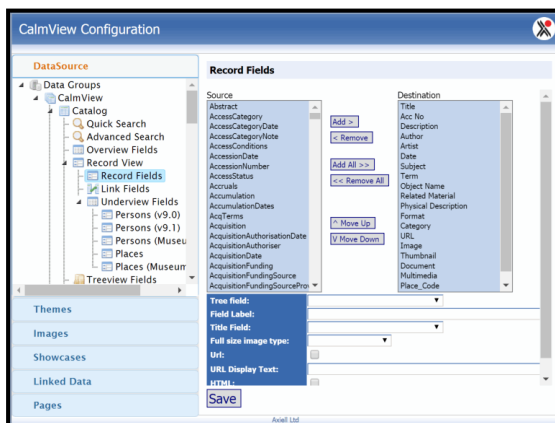 CalmView Configuration
DataSource
Data Groups
CalmView
Catalog
Quick Search
Advanced Search
Overview Fields
Record View
Record Fields
Link Fields
Underview Fields
Persons (v9.0)
Persons (v9.1)
Persons (Museu
Places
Places (Museum
Treeview Fields
Themes
Images
Showcases
Linked Data
Pages
Record Fields
Source
Abstract
AccessCategory
AccessCategoryDate
AccessCategoryNote
AccessConditions
AccessionDate
AccessionNumber
AccessStatus
Accruals
Accumulation
AccumulationDates
AcqTerms
Acquisition
AcquisitionAuthorisationDate
AcquisitionAuthoriser
AcquisitionDate
AcquisitionFunding
AcquisitionFundingSource
AcquisitionFundingSourcePro
Add >
< Remove
Add All >>
<< Remove All
^ Move Up
V Move Down
Destination
Title
Acc No
Description
Author
Artist
Date
Subject
Term
Object Name
Related Material
Physical Description
Format
Category
URL
Image
Thumbnail
Document
Multimedia
Place_Code
Tree field:
Field Label:
Title Field:
Full size image type:
Url:
URL Display Text:
HTML:
Save
Axiell Ltd